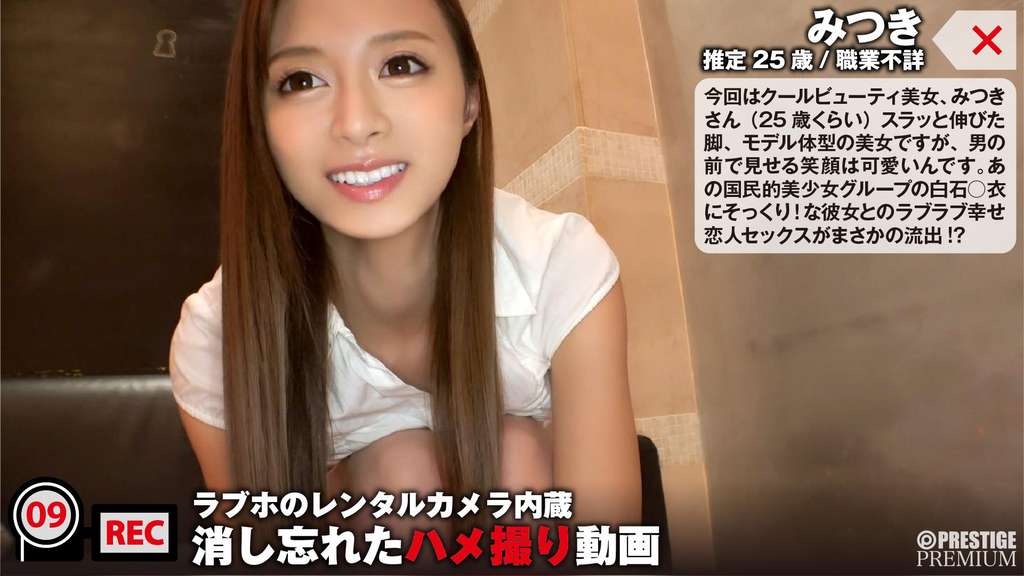 みつき
推定25歳/職業不詳
×
今回はクールビューティ美女、みつき
さん（25歳くらい）スラッと伸びた
脚、モデル体型の美女ですが、男の
前で見せる笑顔は可愛いんです。あ
の国民的美少女グループの白石○衣
にそっくり！な彼女とのラブラブ幸せ
恋人セックスがまさかの流出!?
09
REC
ラブホのレンタルカメラ内蔵
消し忘れたハメ撮り動画
@PRESTIGE
PREMIUM